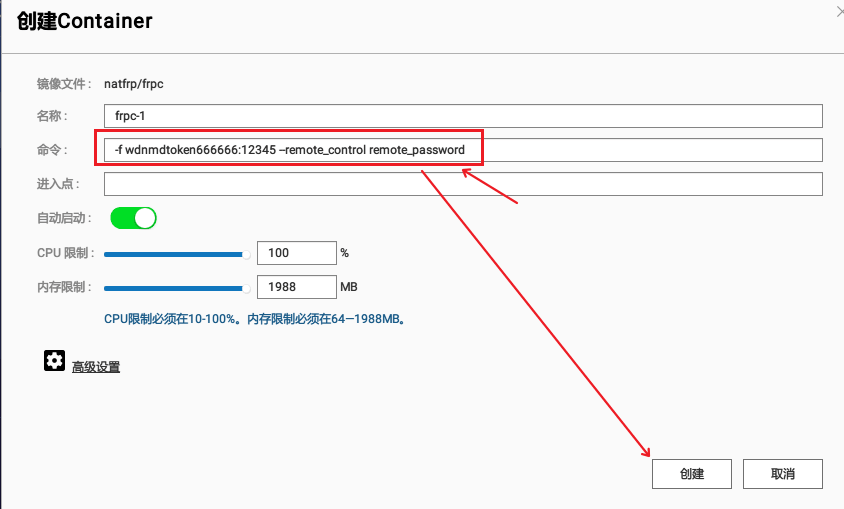 创建Container
镜像文件： natfrp/frpc
名称： frpc-1
命令： -f wdnmdtoken666666:12345 --remote_control remote_password
进入点：
自动启动：
CPU 限制： 100 %
内存限制： 1988 MB
CPU限制必须在10-100%。内存限制必须在64—1988MB。
高级设置
创建 取消